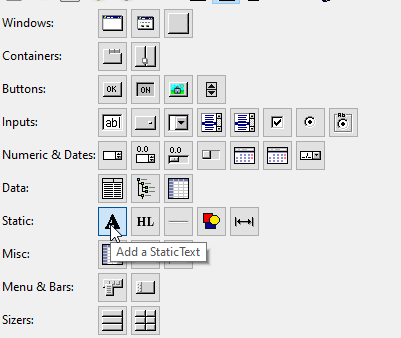 Windows:
Containers:
Buttons: OK ON
Inputs: ab Ab
Numeric & Dates: 0.0 0.0
Data:
Static: A HL
Add a StaticText
Misc:
Menu & Bars:
Sizers: